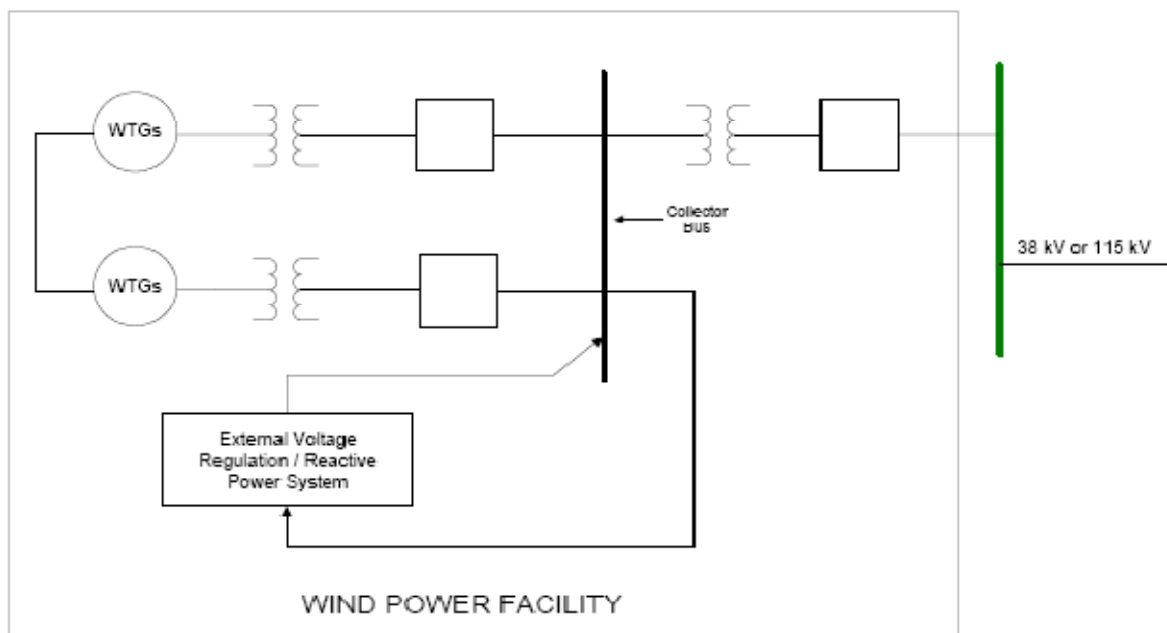 WTGs
Collector
Bus
38 kV or 115 kV
WTGs
External Voltage
Regulation / Reactive
Power System
WIND POWER FACILITY